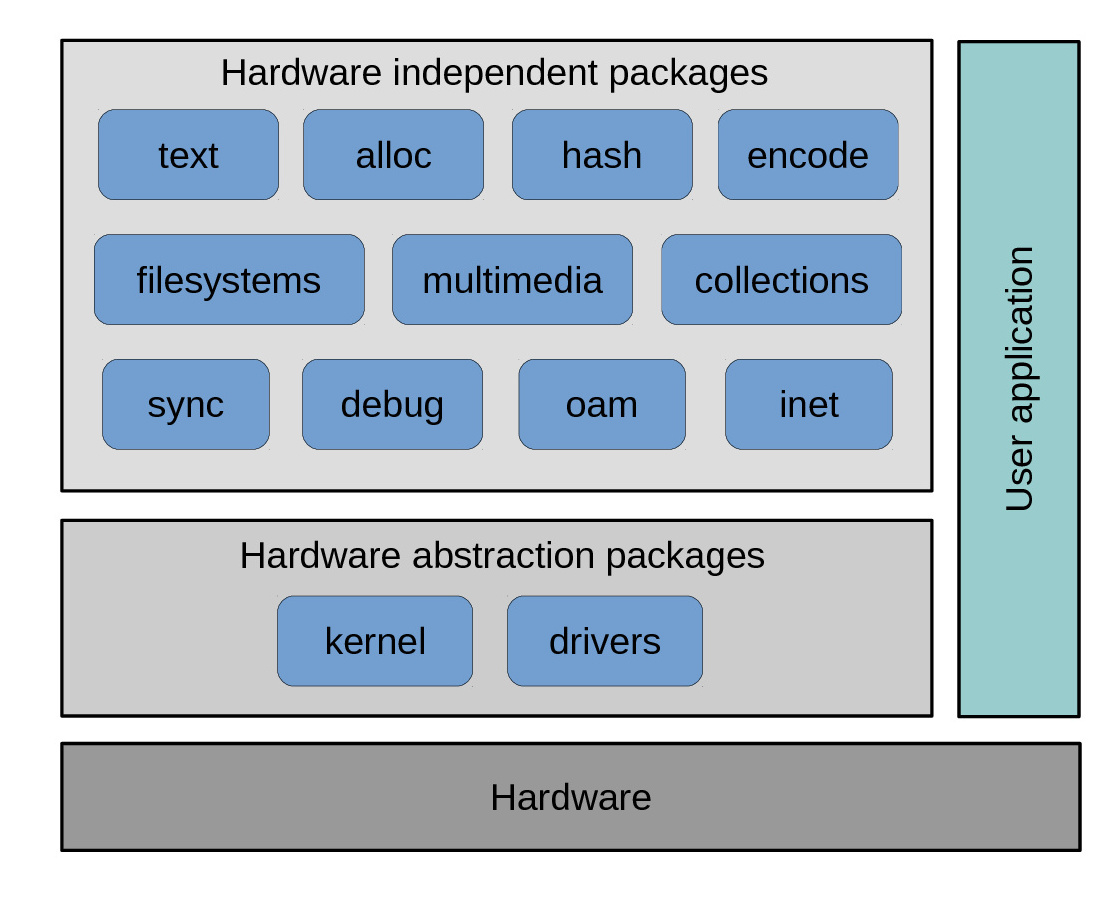 Hardware independent packages
text
alloc
hash
encode
filesystems
multimedia
collections
sync
debug
oam
inet
Hardware abstraction packages
kernel
drivers
Hardware
User application